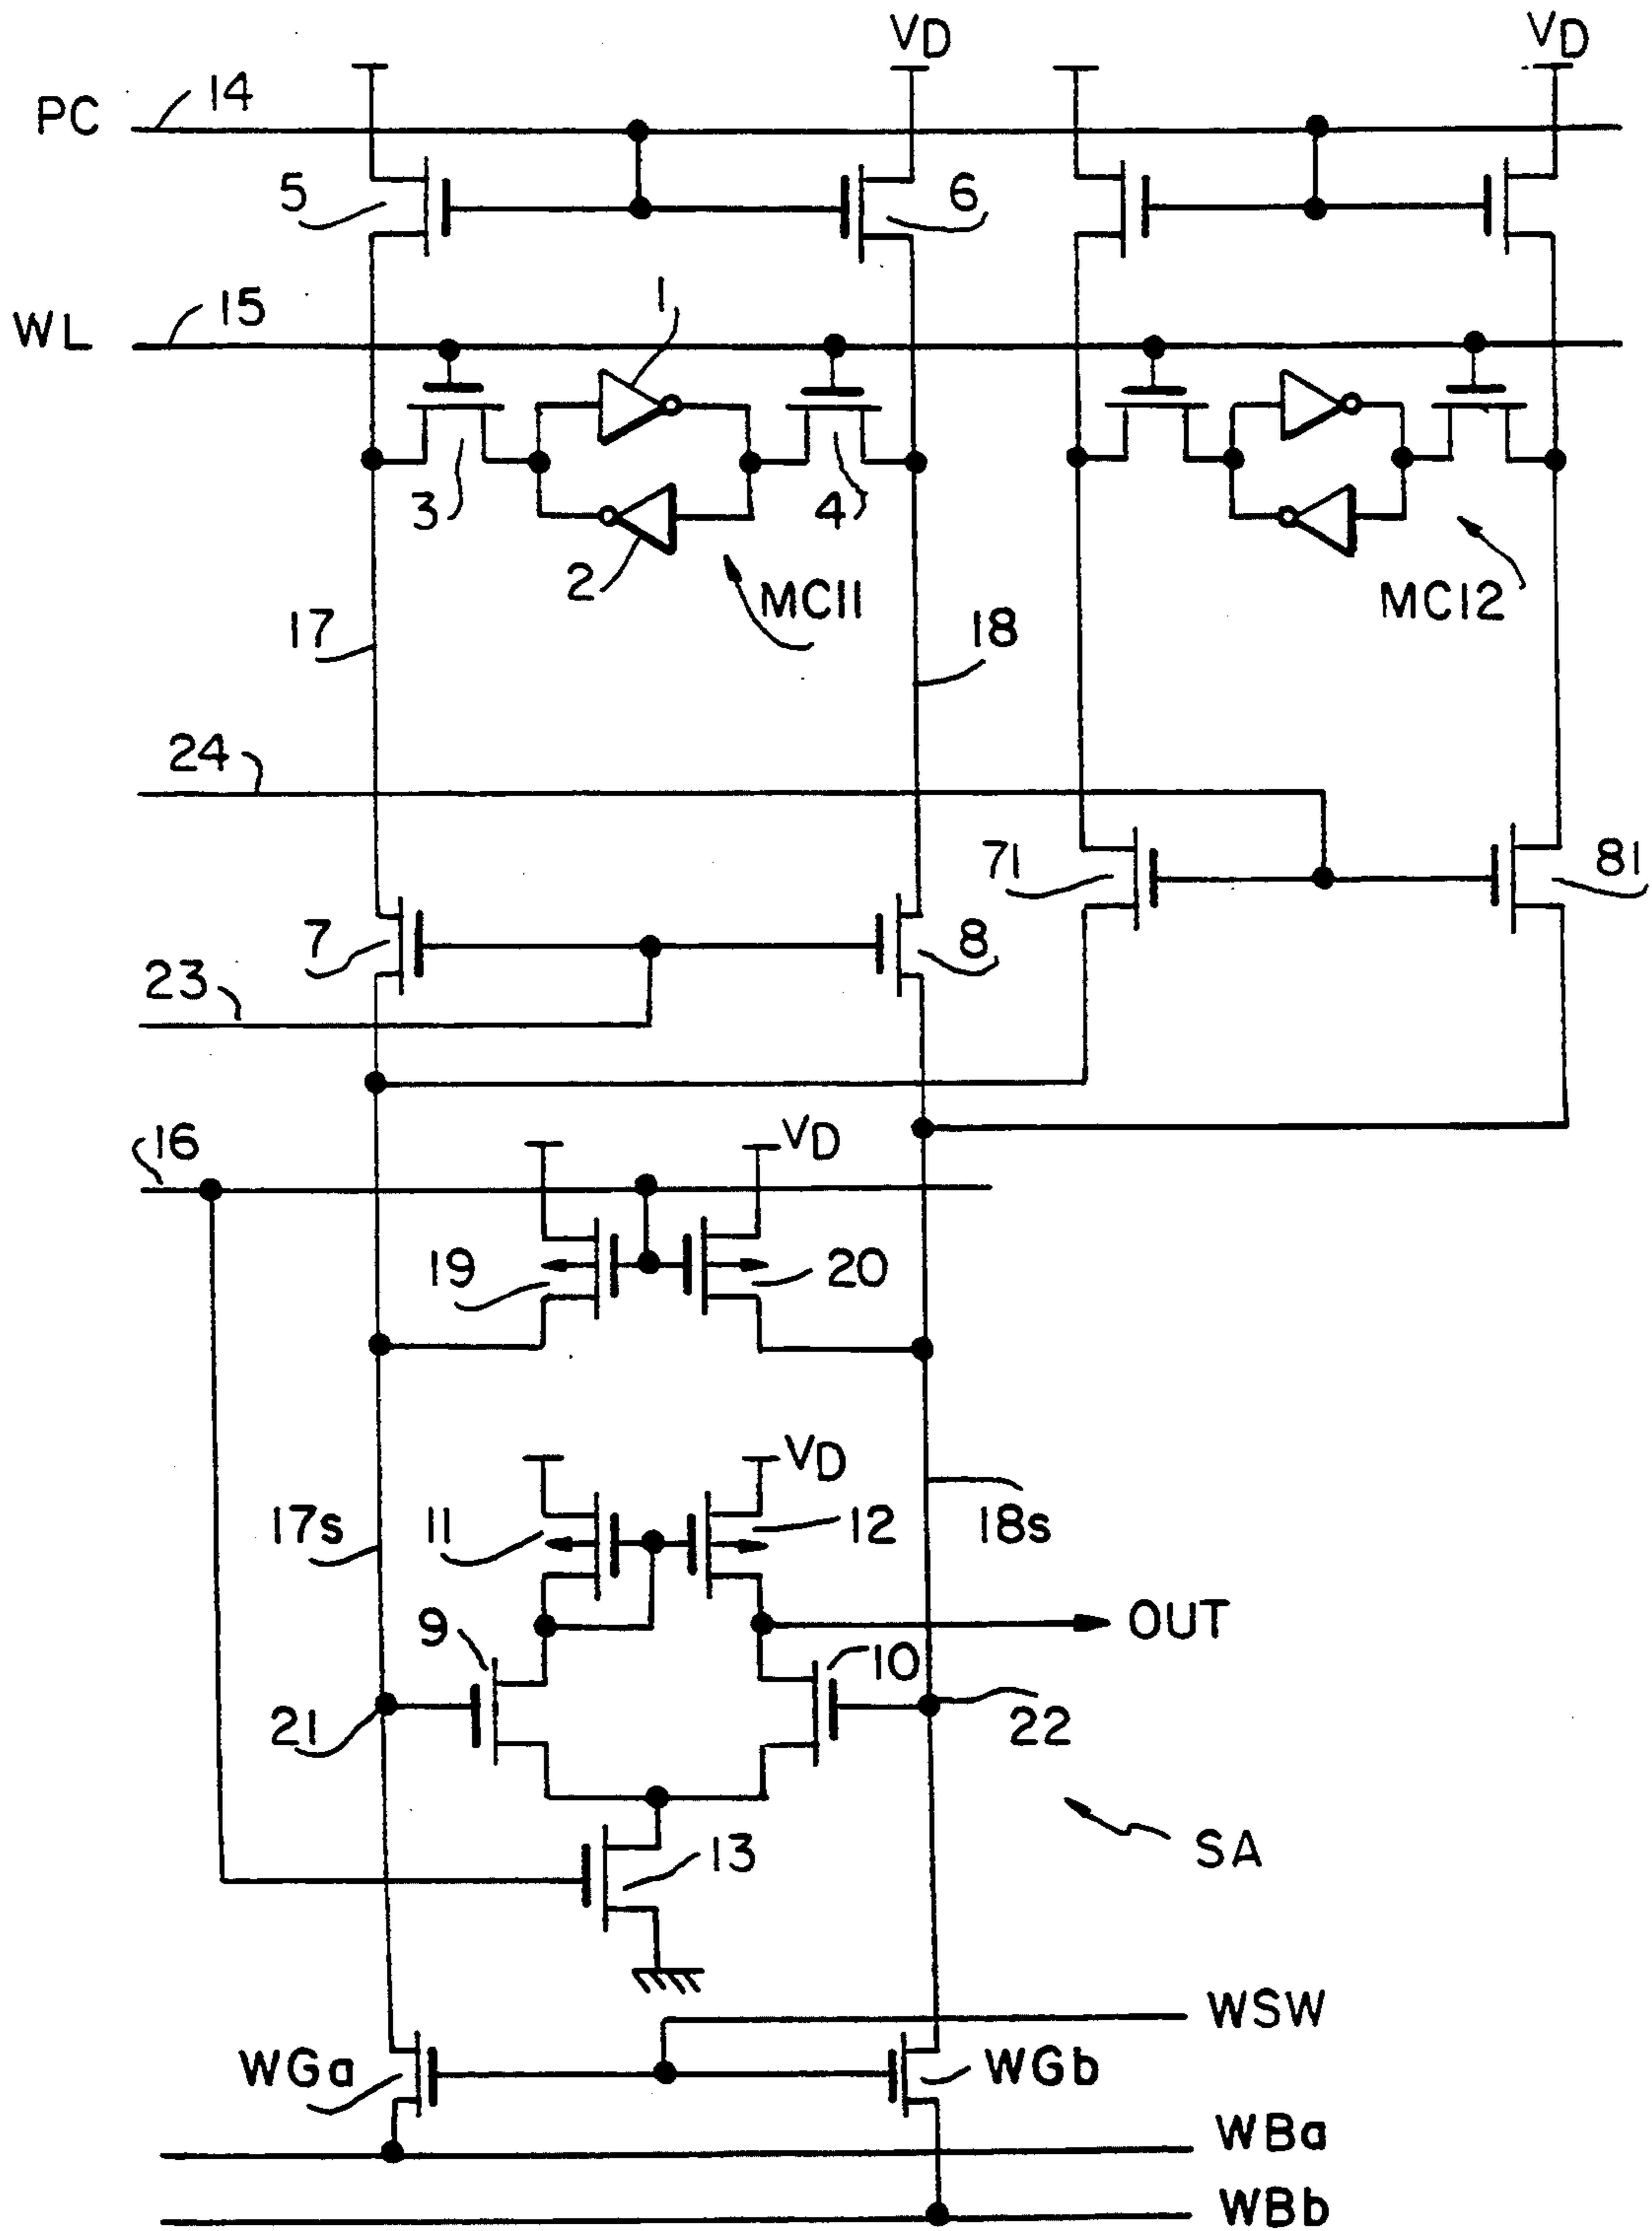 VD VD
PC 14
5 6
WL 15 1
3 4
2 MC11 MC12
17 18
24
71 81
7 8
23
16 VD
19 20
VD
17s 11 12 18s
9 10 OUT
21 22
13 SA
WSW
WGa WGb
WBa
WBb